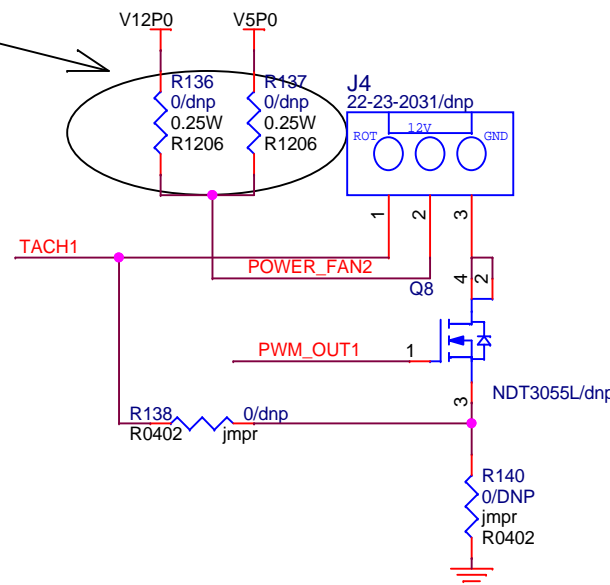 V12P0
V5P0
R136
0/dnp
0.25W
R1206
R137
0/dnp
0.25W
R1206
J4
22-23-2031/dnp
12V
ROT
GND
1
2
3
TACH1
POWER_FAN2
Q8
4
2
PWM_OUT1
1
3
NDT3055L/dnp
R138
0/dnp
R0402
jmpr
R140
0/DNP
jmpr
R0402